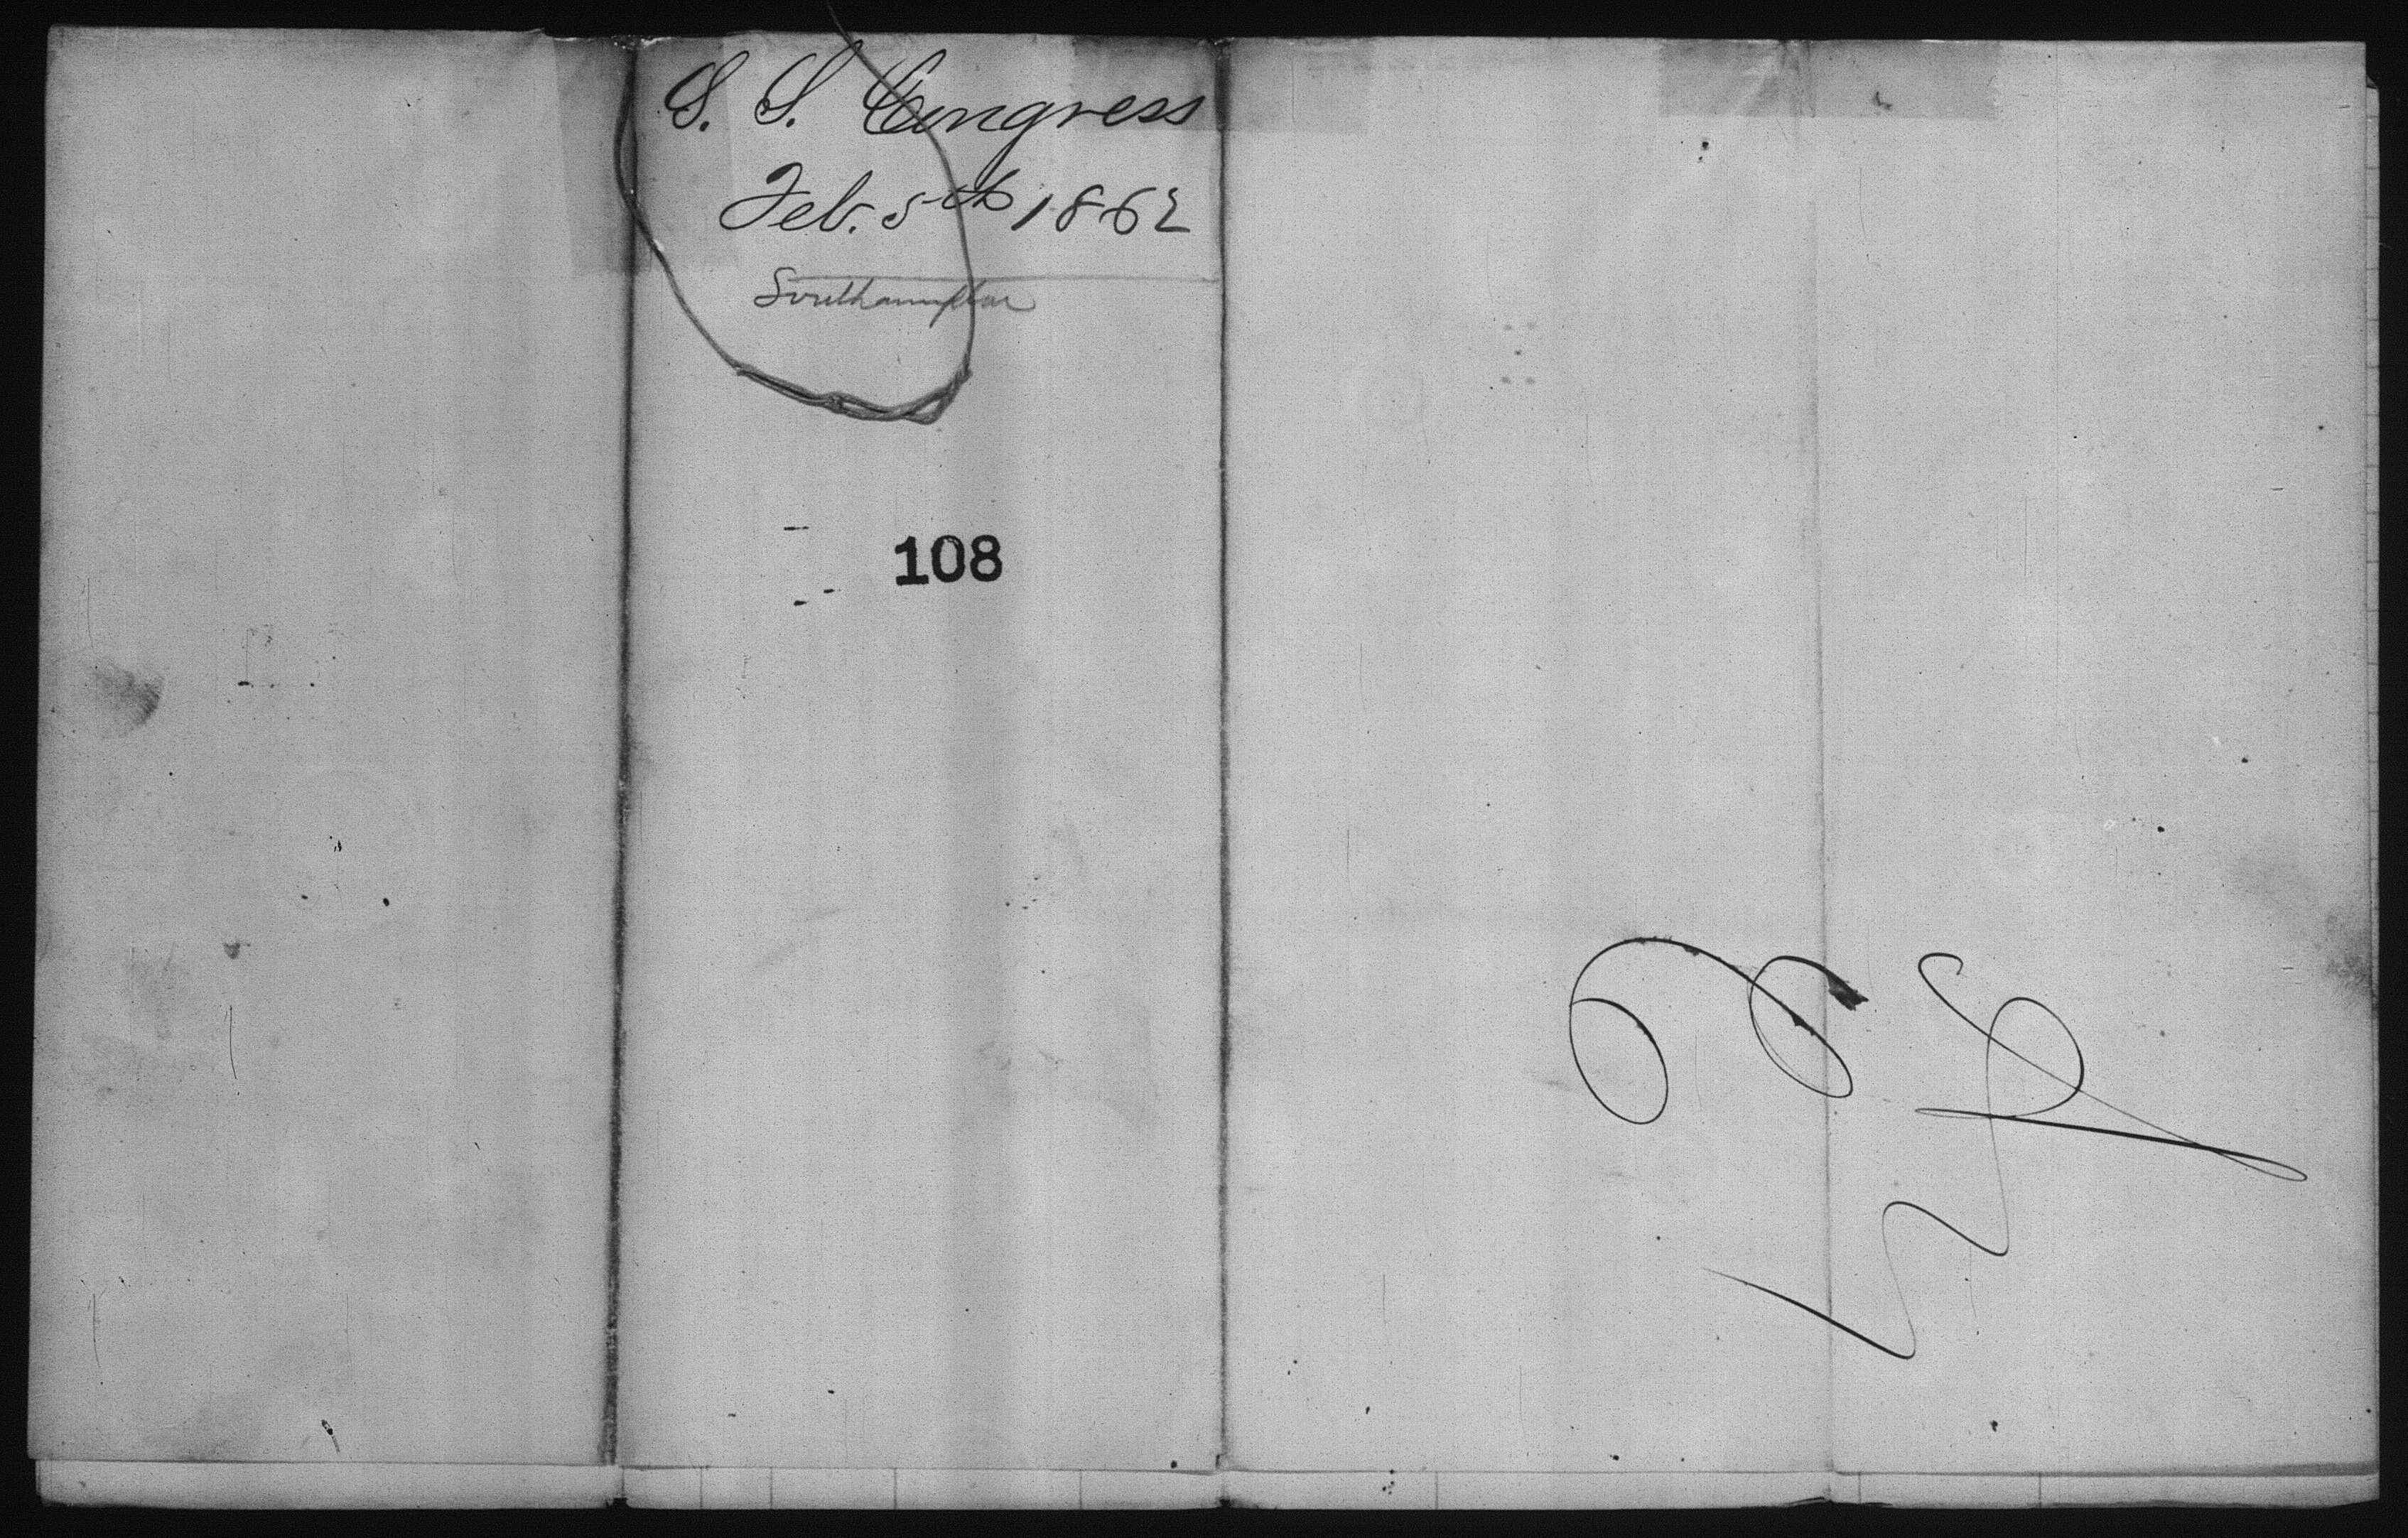 S. S. Congress
Feb. 5th 1862
Southampton
108